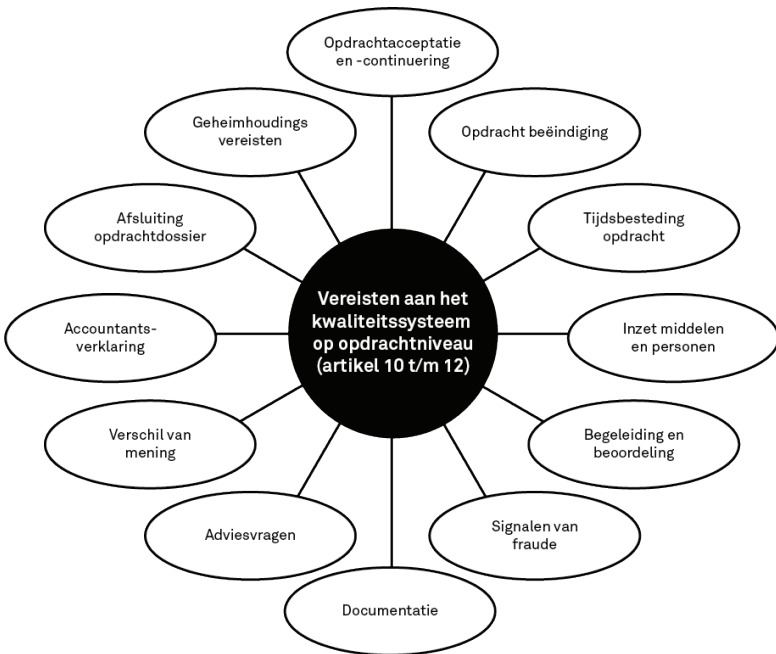 Opdrachtacceptatie
en -continuering
Opdracht beëindiging
Tijdsbesteding
opdracht
Inzet middelen
en personen
Begeleiding en
beoordeling
Signalen van
fraude
Documentatie
Adviesvragen
Verschil van
mening
Accountants-
verklaring
Afsluiting
opdrachtdossier
Geheimhoudings
vereisten
Vereisten aan het
kwaliteitssysteem
op opdrachtniveau
(artikel 10 t/m 12)